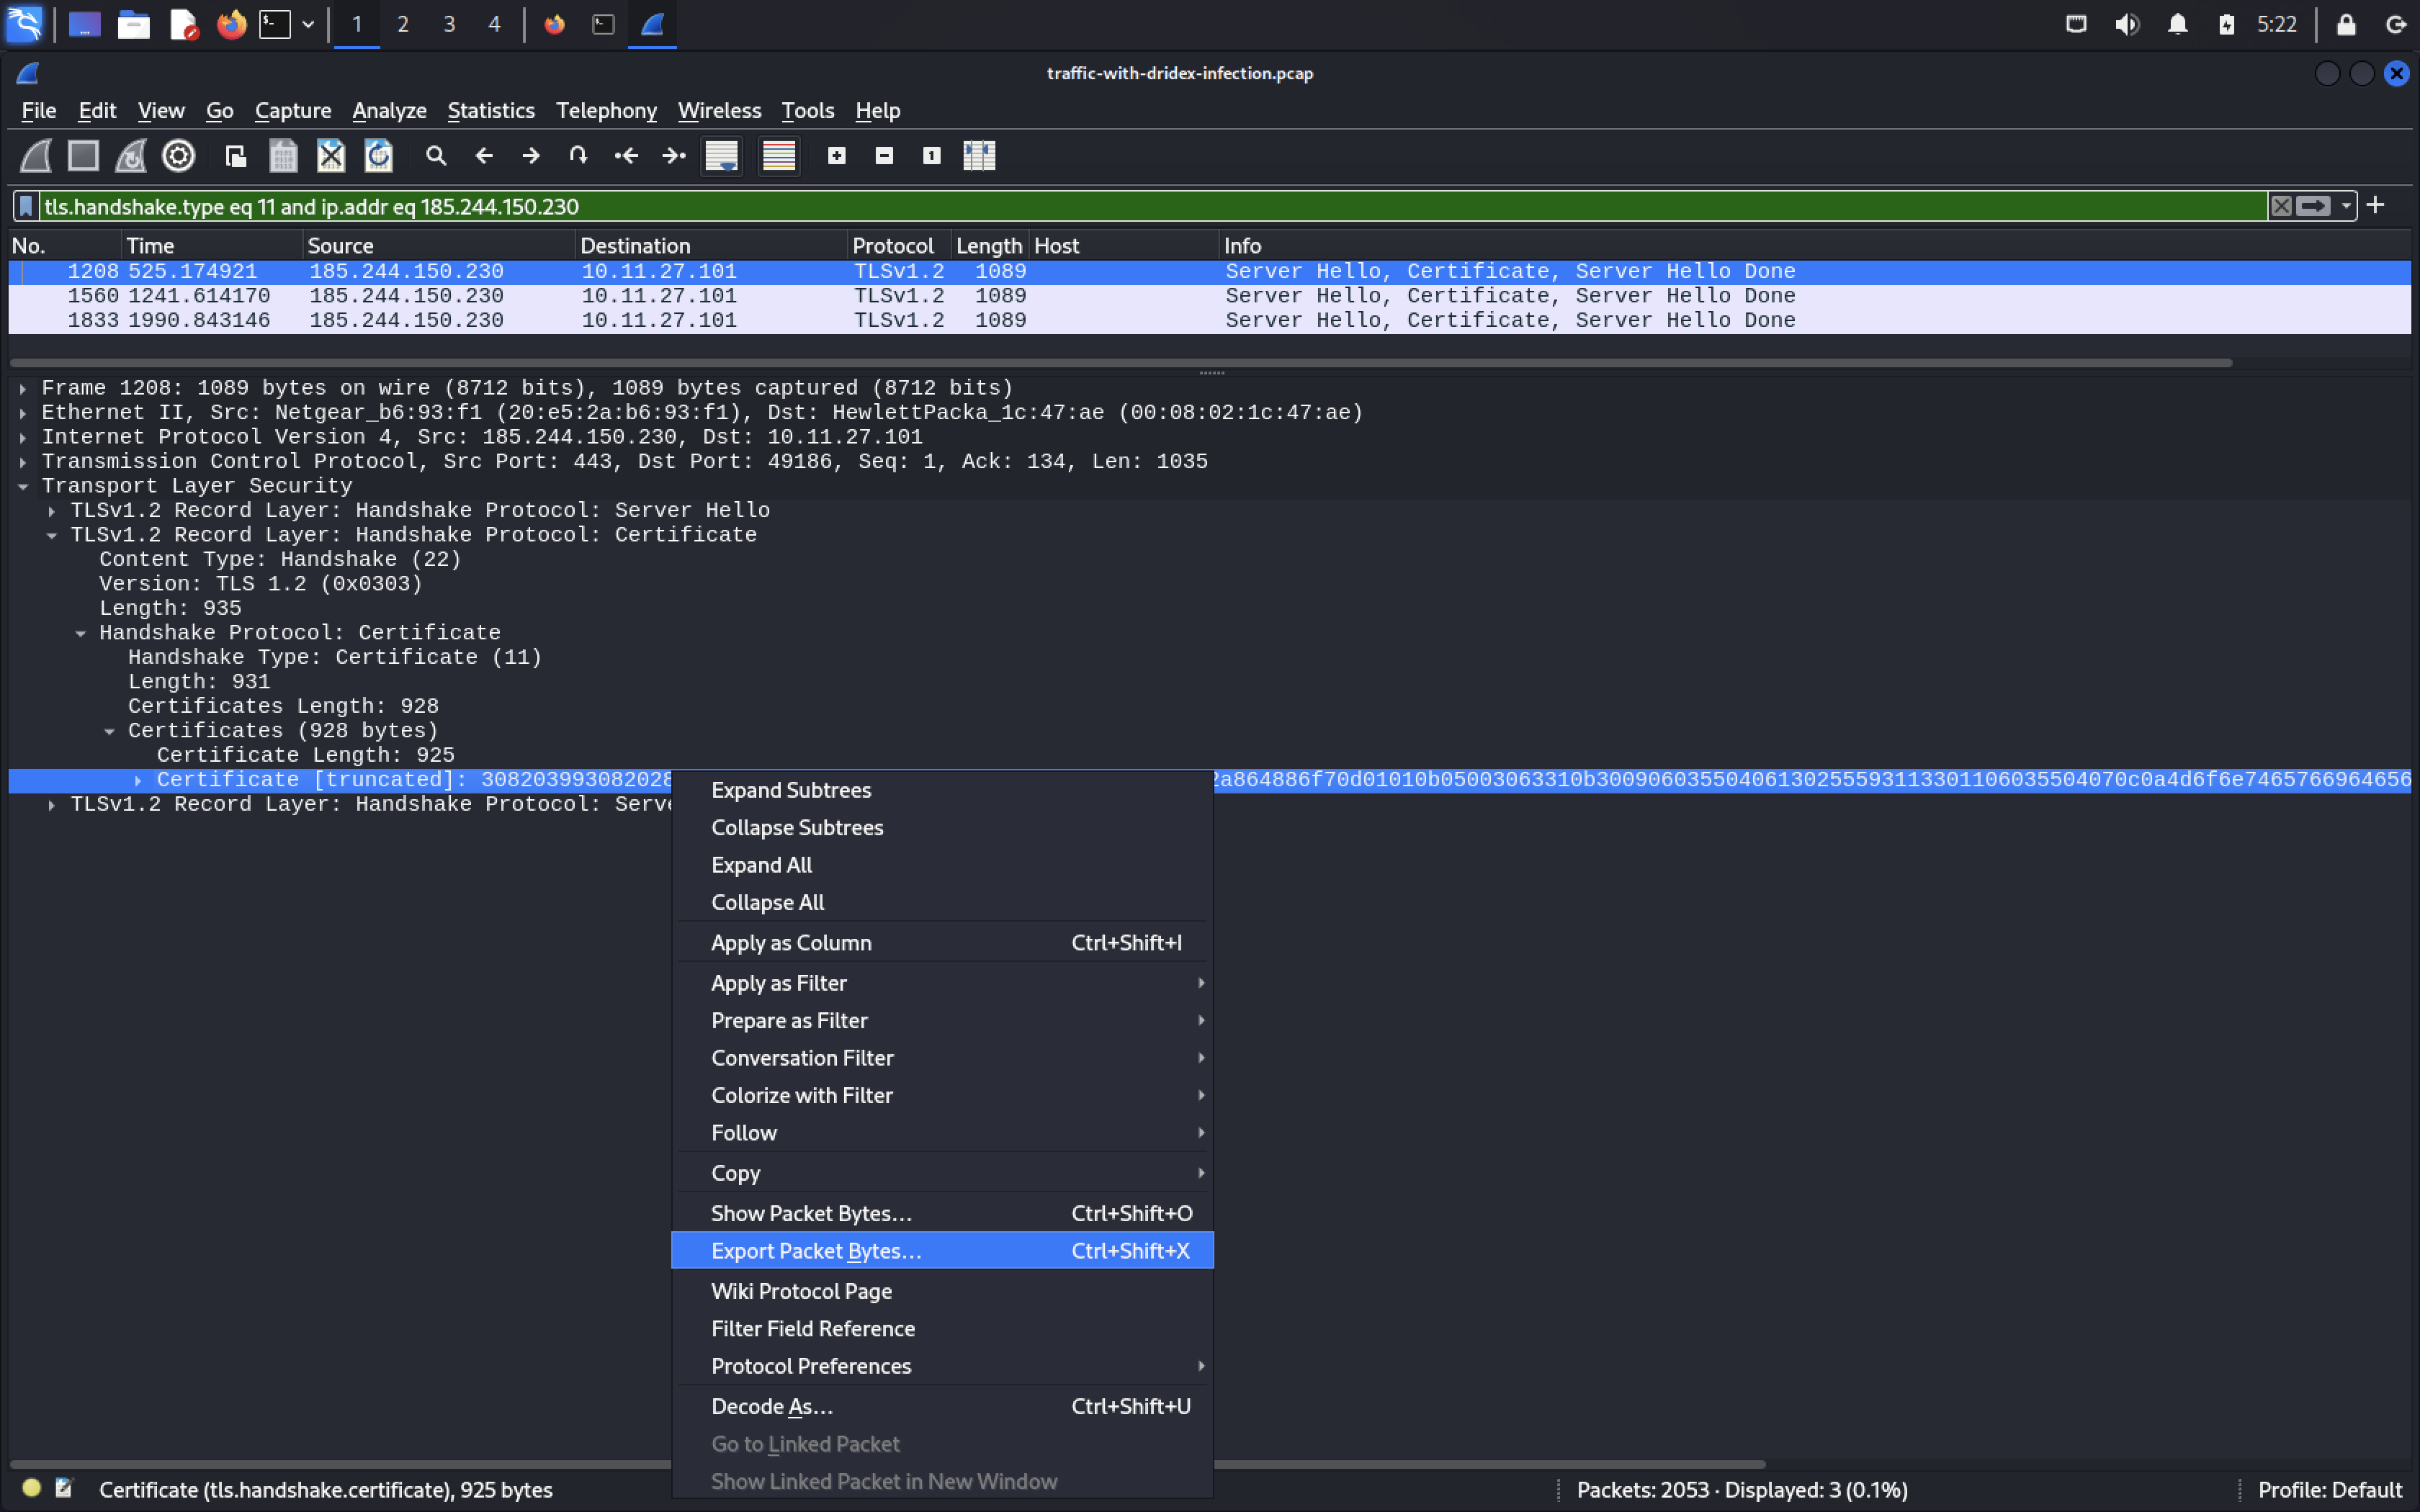 1 2 3 4 5:22
traffic-with-dridex-infection.pcap
File Edit View Go Capture Analyze Statistics Telephony Wireless Tools Help
tls.handshake.type eq 11 and ip.addr eq 185.244.150.230
No. Time Source Destination Protocol Length Host Info
1208 525.174921 185.244.150.230 10.11.27.101 TLSv1.2 1089 Server Hello, Certificate, Server Hello Done
1560 1241.614170 185.244.150.230 10.11.27.101 TLSv1.2 1089 Server Hello, Certificate, Server Hello Done
1833 1990.843146 185.244.150.230 10.11.27.101 TLSv1.2 1089 Server Hello, Certificate, Server Hello Done
Frame 1208: 1089 bytes on wire (8712 bits), 1089 bytes captured (8712 bits)
Ethernet II, Src: Netgear_b6:93:f1 (20:e5:2a:b6:93:f1), Dst: HewlettPacka_1c:47:ae (00:08:02:1c:47:ae)
Internet Protocol Version 4, Src: 185.244.150.230, Dst: 10.11.27.101
Transmission Control Protocol, Src Port: 443, Dst Port: 49186, Seq: 1, Ack: 134, Len: 1035
Transport Layer Security
TLSv1.2 Record Layer: Handshake Protocol: Server Hello
TLSv1.2 Record Layer: Handshake Protocol: Certificate
Content Type: Handshake (22)
Version: TLS 1.2 (0x0303)
Length: 935
Handshake Protocol: Certificate
Handshake Type: Certificate (11)
Length: 931
Certificates Length: 928
Certificates (928 bytes)
Certificate Length: 925
Certificate [truncated]: 308203993082028 2a864886f70d01010b05003063310b3009060355040613025559311330110603550407​0c0a4d6f6e7465766964656
TLSv1.2 Record Layer: Handshake Protocol: Serve
Expand Subtrees
Collapse Subtrees
Expand All
Collapse All
Apply as Column Ctrl+Shift+I
Apply as Filter
Prepare as Filter
Conversation Filter
Colorize with Filter
Follow
Copy
Show Packet Bytes… Ctrl+Shift+O
Export Packet Bytes… Ctrl+Shift+X
Wiki Protocol Page
Filter Field Reference
Protocol Preferences
Decode As… Ctrl+Shift+U
Go to Linked Packet
Show Linked Packet in New Window
Certificate (tls.handshake.certificate), 925 bytes Packets: 2053 · Displayed: 3 (0.1%) Profile: Default